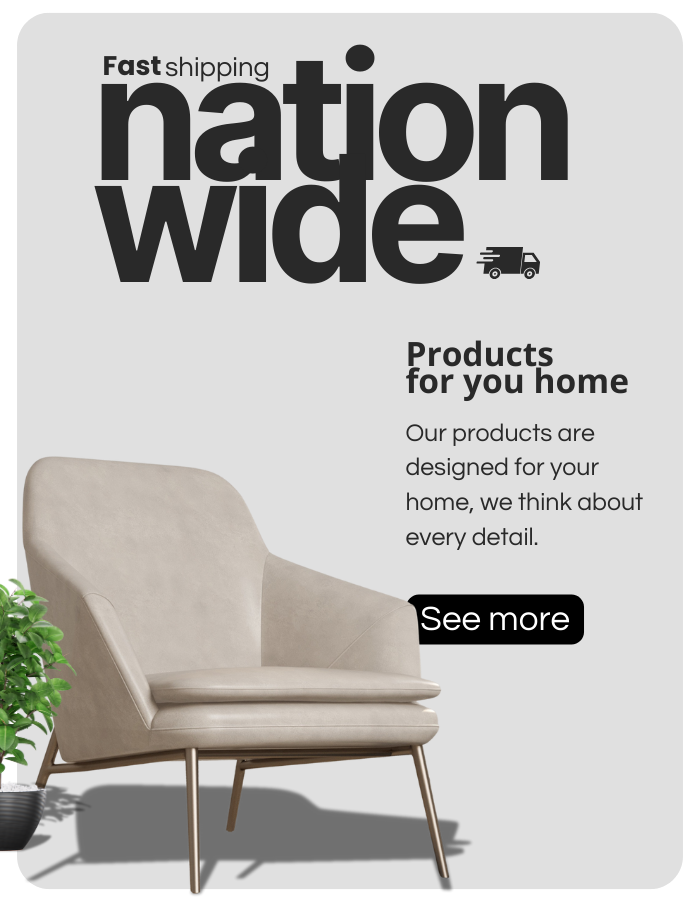 Fast shipping
nation
wide
Products
for you home
Our products are
designed for your
home, we think about
every detail.
See more